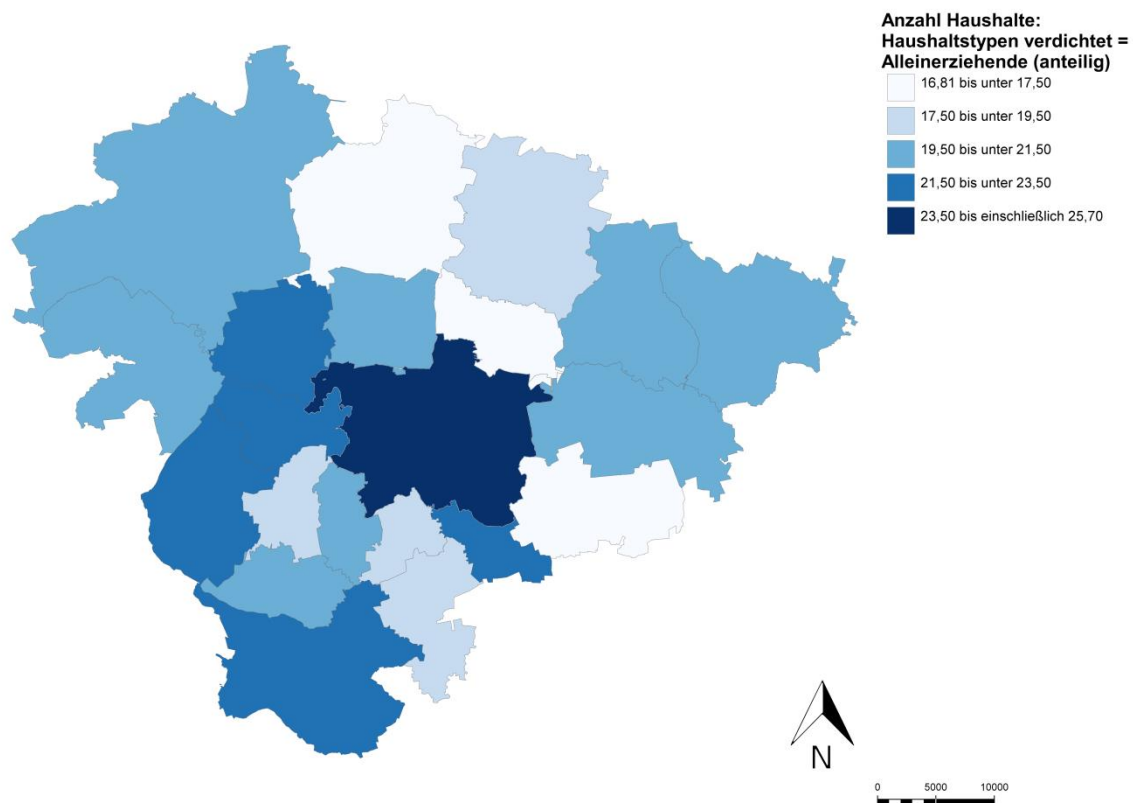 Anzahl Haushalte:
Haushaltstypen verdichtet =
Alleinerziehende (anteilig)
16,81 bis unter 17,50
17,50 bis unter 19,50
19,50 bis unter 21,50
21,50 bis unter 23,50
23,50 bis einschließlich 25,70
N
0 5000 10000